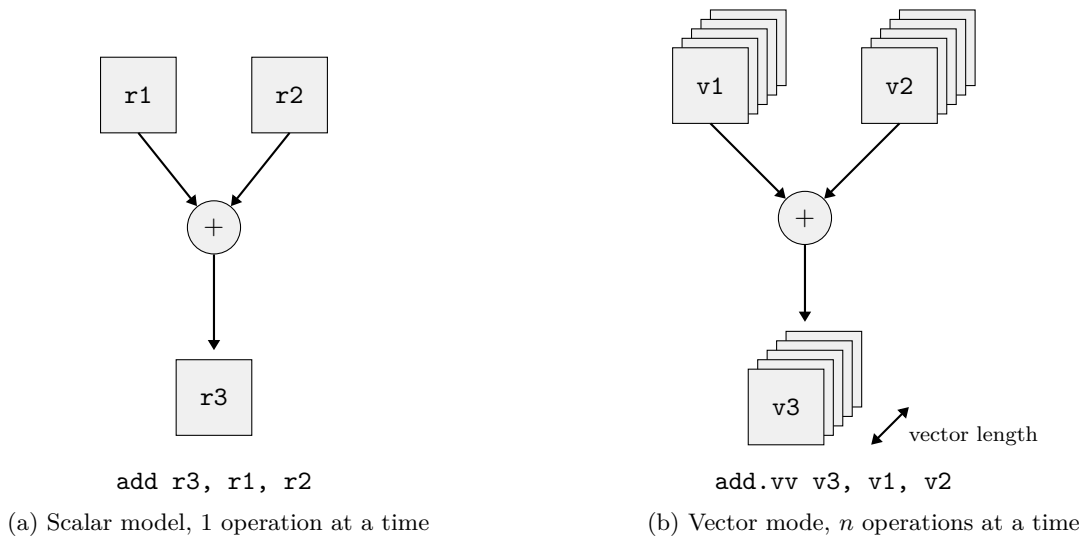 r1
r2
+
r3
add r3, r1, r2
(a) Scalar model, 1 operation at a time
v1
v2
+
v3
vector length
add.vv v3, v1, v2
(b) Vector mode, n operations at a time